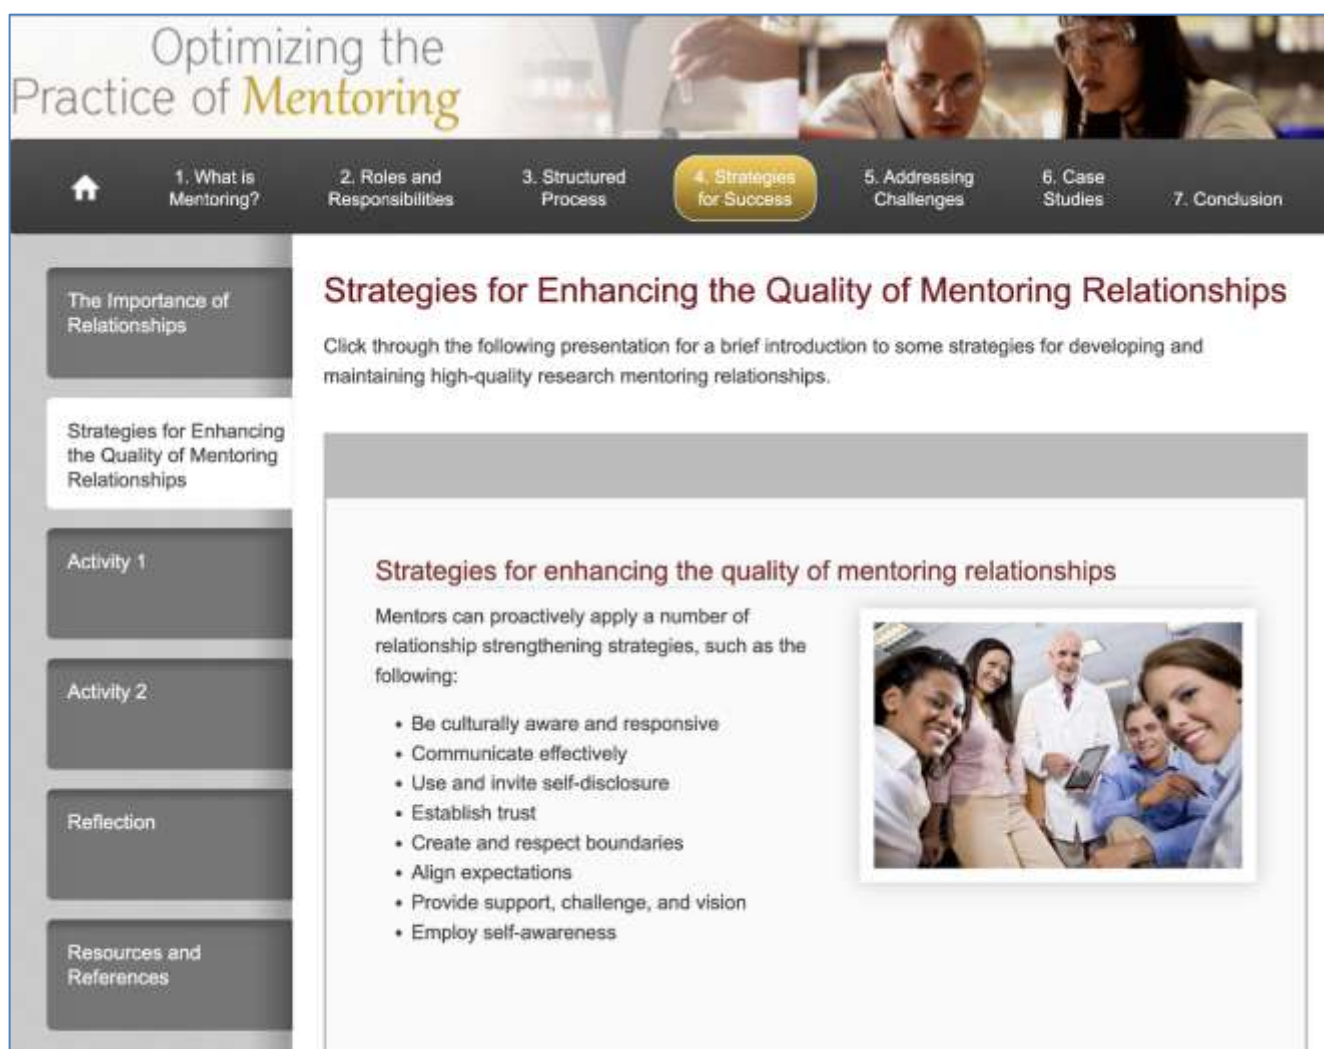 Optimizing the
Practice of Mentoring
1. What is
Mentoring?
2. Roles and
Responsibilities
3. Structured
Process
4. Strategies
for Success
5. Addressing
Challenges
6. Case
Studies
7. Conclusion
The Importance of
Relationships
Strategies for Enhancing
the Quality of Mentoring
Relationships
Activity 1
Activity 2
Reflection
Resources and
References
Strategies for Enhancing the Quality of Mentoring Relationships
Click through the following presentation for a brief introduction to some strategies for developing and
maintaining high-quality research mentoring relationships.
Strategies for enhancing the quality of mentoring relationships
Mentors can proactively apply a number of
relationship strengthening strategies, such as the
following:
• Be culturally aware and responsive
• Communicate effectively
• Use and invite self-disclosure
• Establish trust
• Create and respect boundaries
• Align expectations
• Provide support, challenge, and vision
• Employ self-awareness